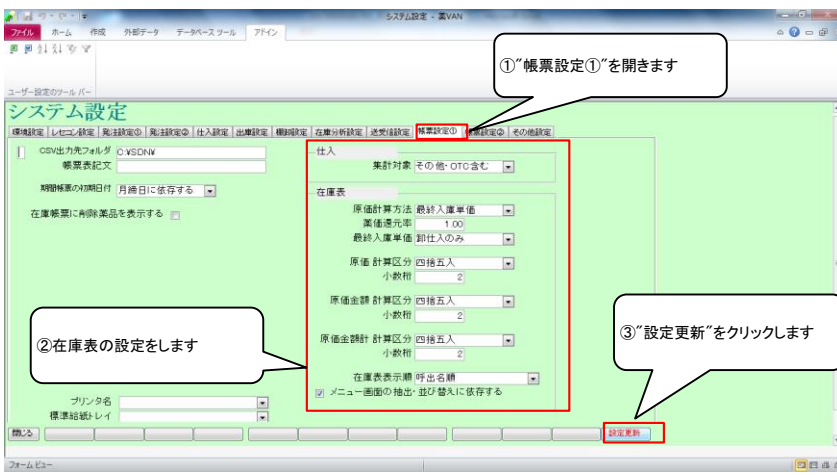 システム設定 - 薬VAN
ファイル ホーム 作成 外部データ データベース ツール アドイン
ユーザー設定のツール バー
①"帳票設定①"を開きます
システム設定
環境設定 レセコン設定 発注設定① 発注設定② 仕入設定 出庫設定 棚卸設定 在庫分析設定 送受信設定 帳票設定① 帳票設定② その他設定
CSV出力先フォルダ C:¥SDN¥
帳票表記文
期間帳票の初期日付 月締日に依存する
在庫帳票に削除薬品を表示する
仕入
集計対象 その他・OTC含む
在庫表
原価計算方法 最終入庫単価
薬価還元率 1.00
最終入庫単価 卸仕入のみ
原価 計算区分 四捨五入
小数桁 2
原価金額 計算区分 四捨五入
小数桁 2
原価金額計 計算区分 四捨五入
小数桁 2
在庫表表示順 呼出名順
メニュー画面の抽出・並び替えに依存する
②在庫表の設定をします
③"設定更新"をクリックします
プリンタ名
標準給紙トレイ
閉じる 設定更新
フォーム ビュー